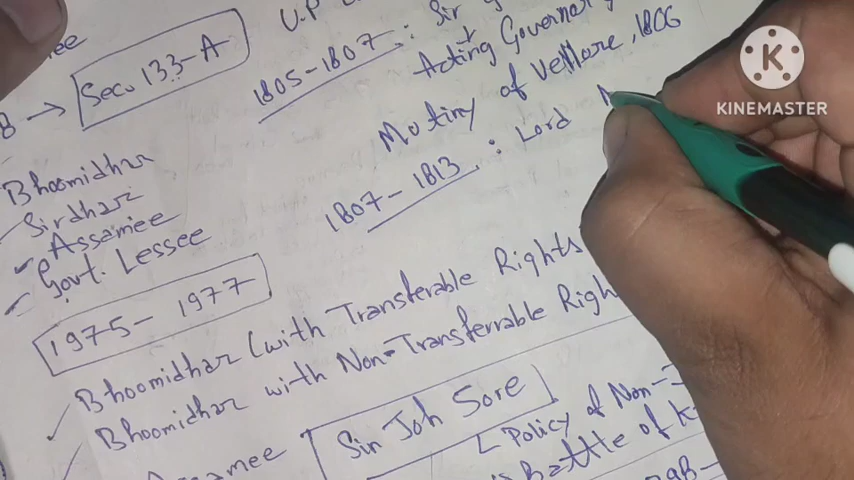 U.P
Sec. 133-A
1805-1807 : Sir
Acting Governor
Mutiny of Vellore, 1806
1807-1813 : Lord
Bhoomidhar
Sirdhar
Assamee
Govt. Lessee
1975-1977
Bhoomidhar (with Transferable Rights
Bhoomidhar with Non-Transferrable Righ
Sir Joh Sore
[Policy of Non-
Battle of K
Assamee
K
KINEMASTER